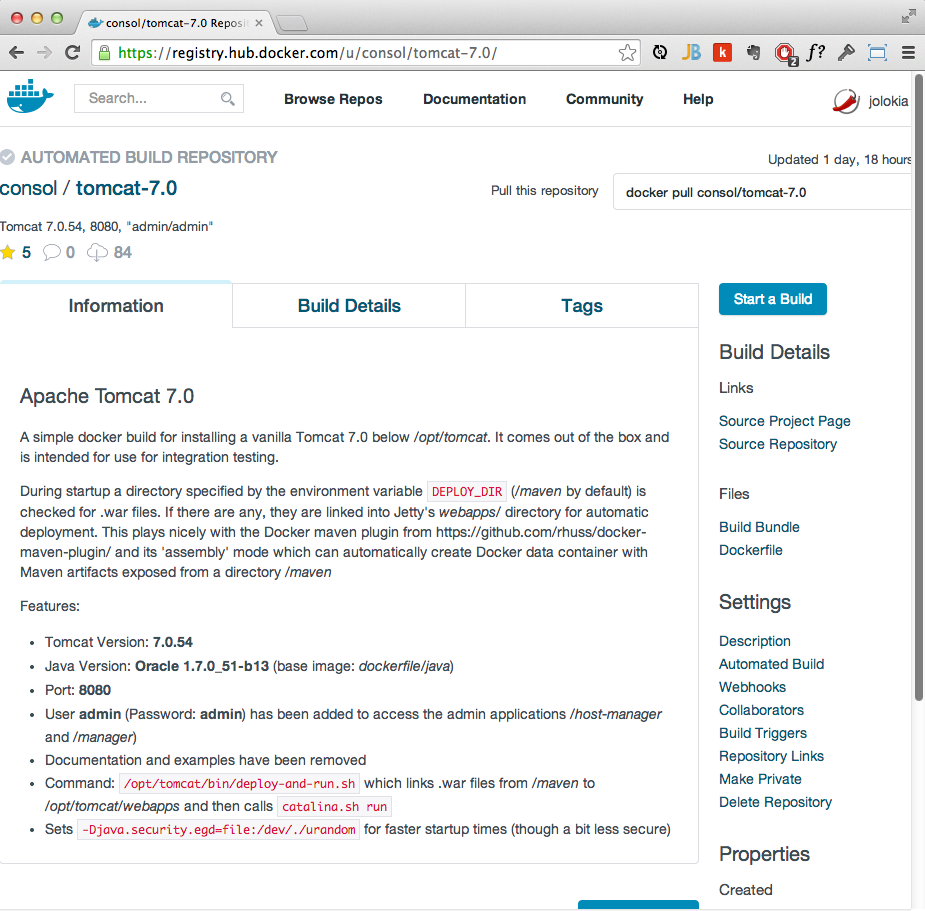 consol/tomcat-7.0 Reposit
https://registry.hub.docker.com/u/consol/tomcat-7.0/
JB k 2 f?
Search... Browse Repos Documentation Community Help jolokia
AUTOMATED BUILD REPOSITORY
Updated 1 day, 18 hours
consol / tomcat-7.0
Pull this repository docker pull consol/tomcat-7.0
Tomcat 7.0.54, 8080, "admin/admin"
5 0 84
Information Build Details Tags
Start a Build
Apache Tomcat 7.0
A simple docker build for installing a vanilla Tomcat 7.0 below /opt/tomcat. It comes out of the box and
is intended for use for integration testing.
During startup a directory specified by the environment variable DEPLOY_DIR (/maven by default) is
checked for .war files. If there are any, they are linked into Jetty's webapps/ directory for automatic
deployment. This plays nicely with the Docker maven plugin from https://github.com/rhuss/docker-
maven-plugin/ and its 'assembly' mode which can automatically create Docker data container with
Maven artifacts exposed from a directory /maven
Features:
• Tomcat Version: 7.0.54
• Java Version: Oracle 1.7.0_51-b13 (base image: dockerfile/java)
• Port: 8080
• User admin (Password: admin) has been added to access the admin applications /host-manager
and /manager)
• Documentation and examples have been removed
• Command: /opt/tomcat/bin/deploy-and-run.sh which links .war files from /maven to
/opt/tomcat/webapps and then calls catalina.sh run
• Sets -Djava.security.egd=file:/dev/./urandom for faster startup times (though a bit less secure)
Build Details
Links
Source Project Page
Source Repository
Files
Build Bundle
Dockerfile
Settings
Description
Automated Build
Webhooks
Collaborators
Build Triggers
Repository Links
Make Private
Delete Repository
Properties
Created